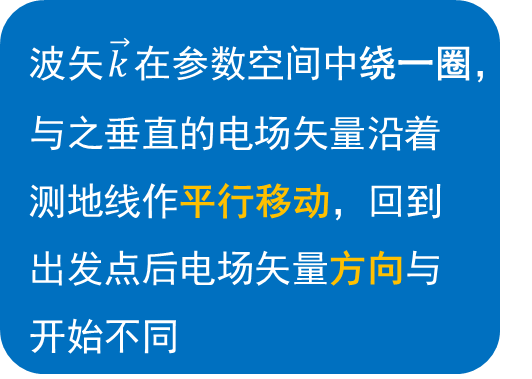 波矢$\vec{k}$在参数空间中绕一圈，
与之垂直的电场矢量沿着
测地线作平行移动，回到
出发点后电场矢量方向与
开始不同